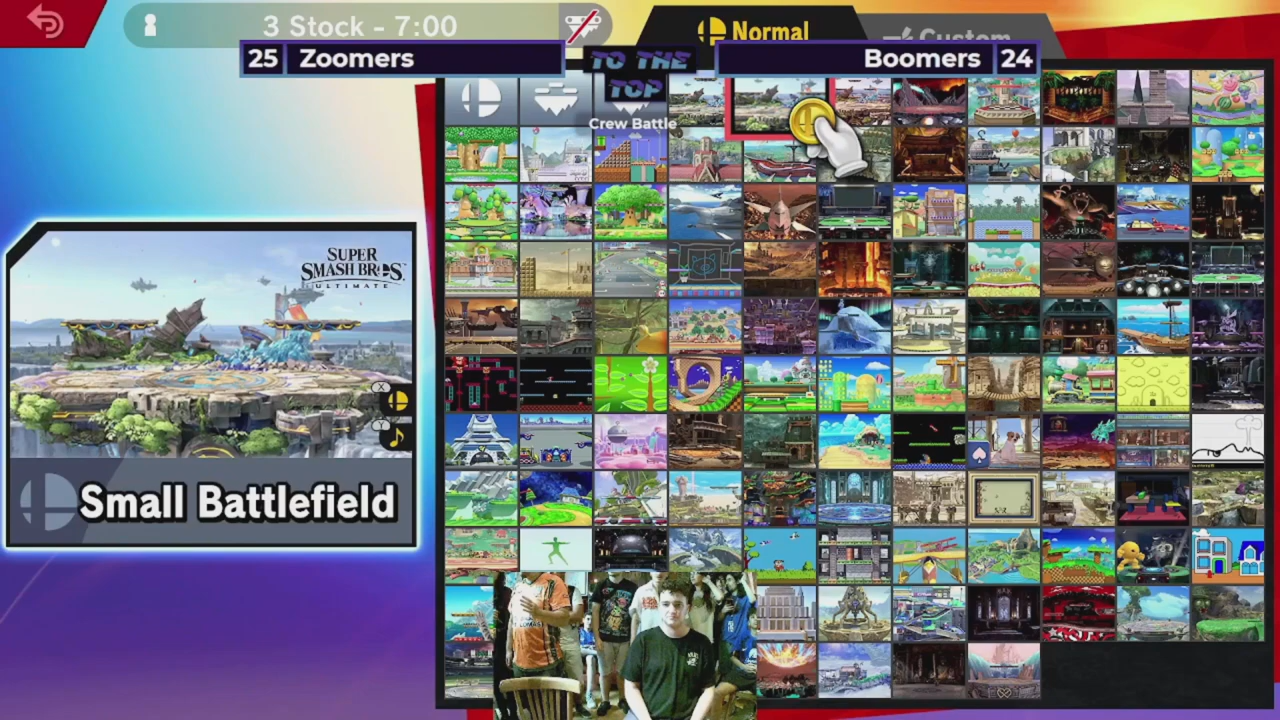 3 Stock - 7:00
Normal
Custom
25 Zoomers
TO THE
TOP
Boomers 24
Crew Battle
SUPER
SMASH BROS.
ULTIMATE
X
Y
Small Battlefield